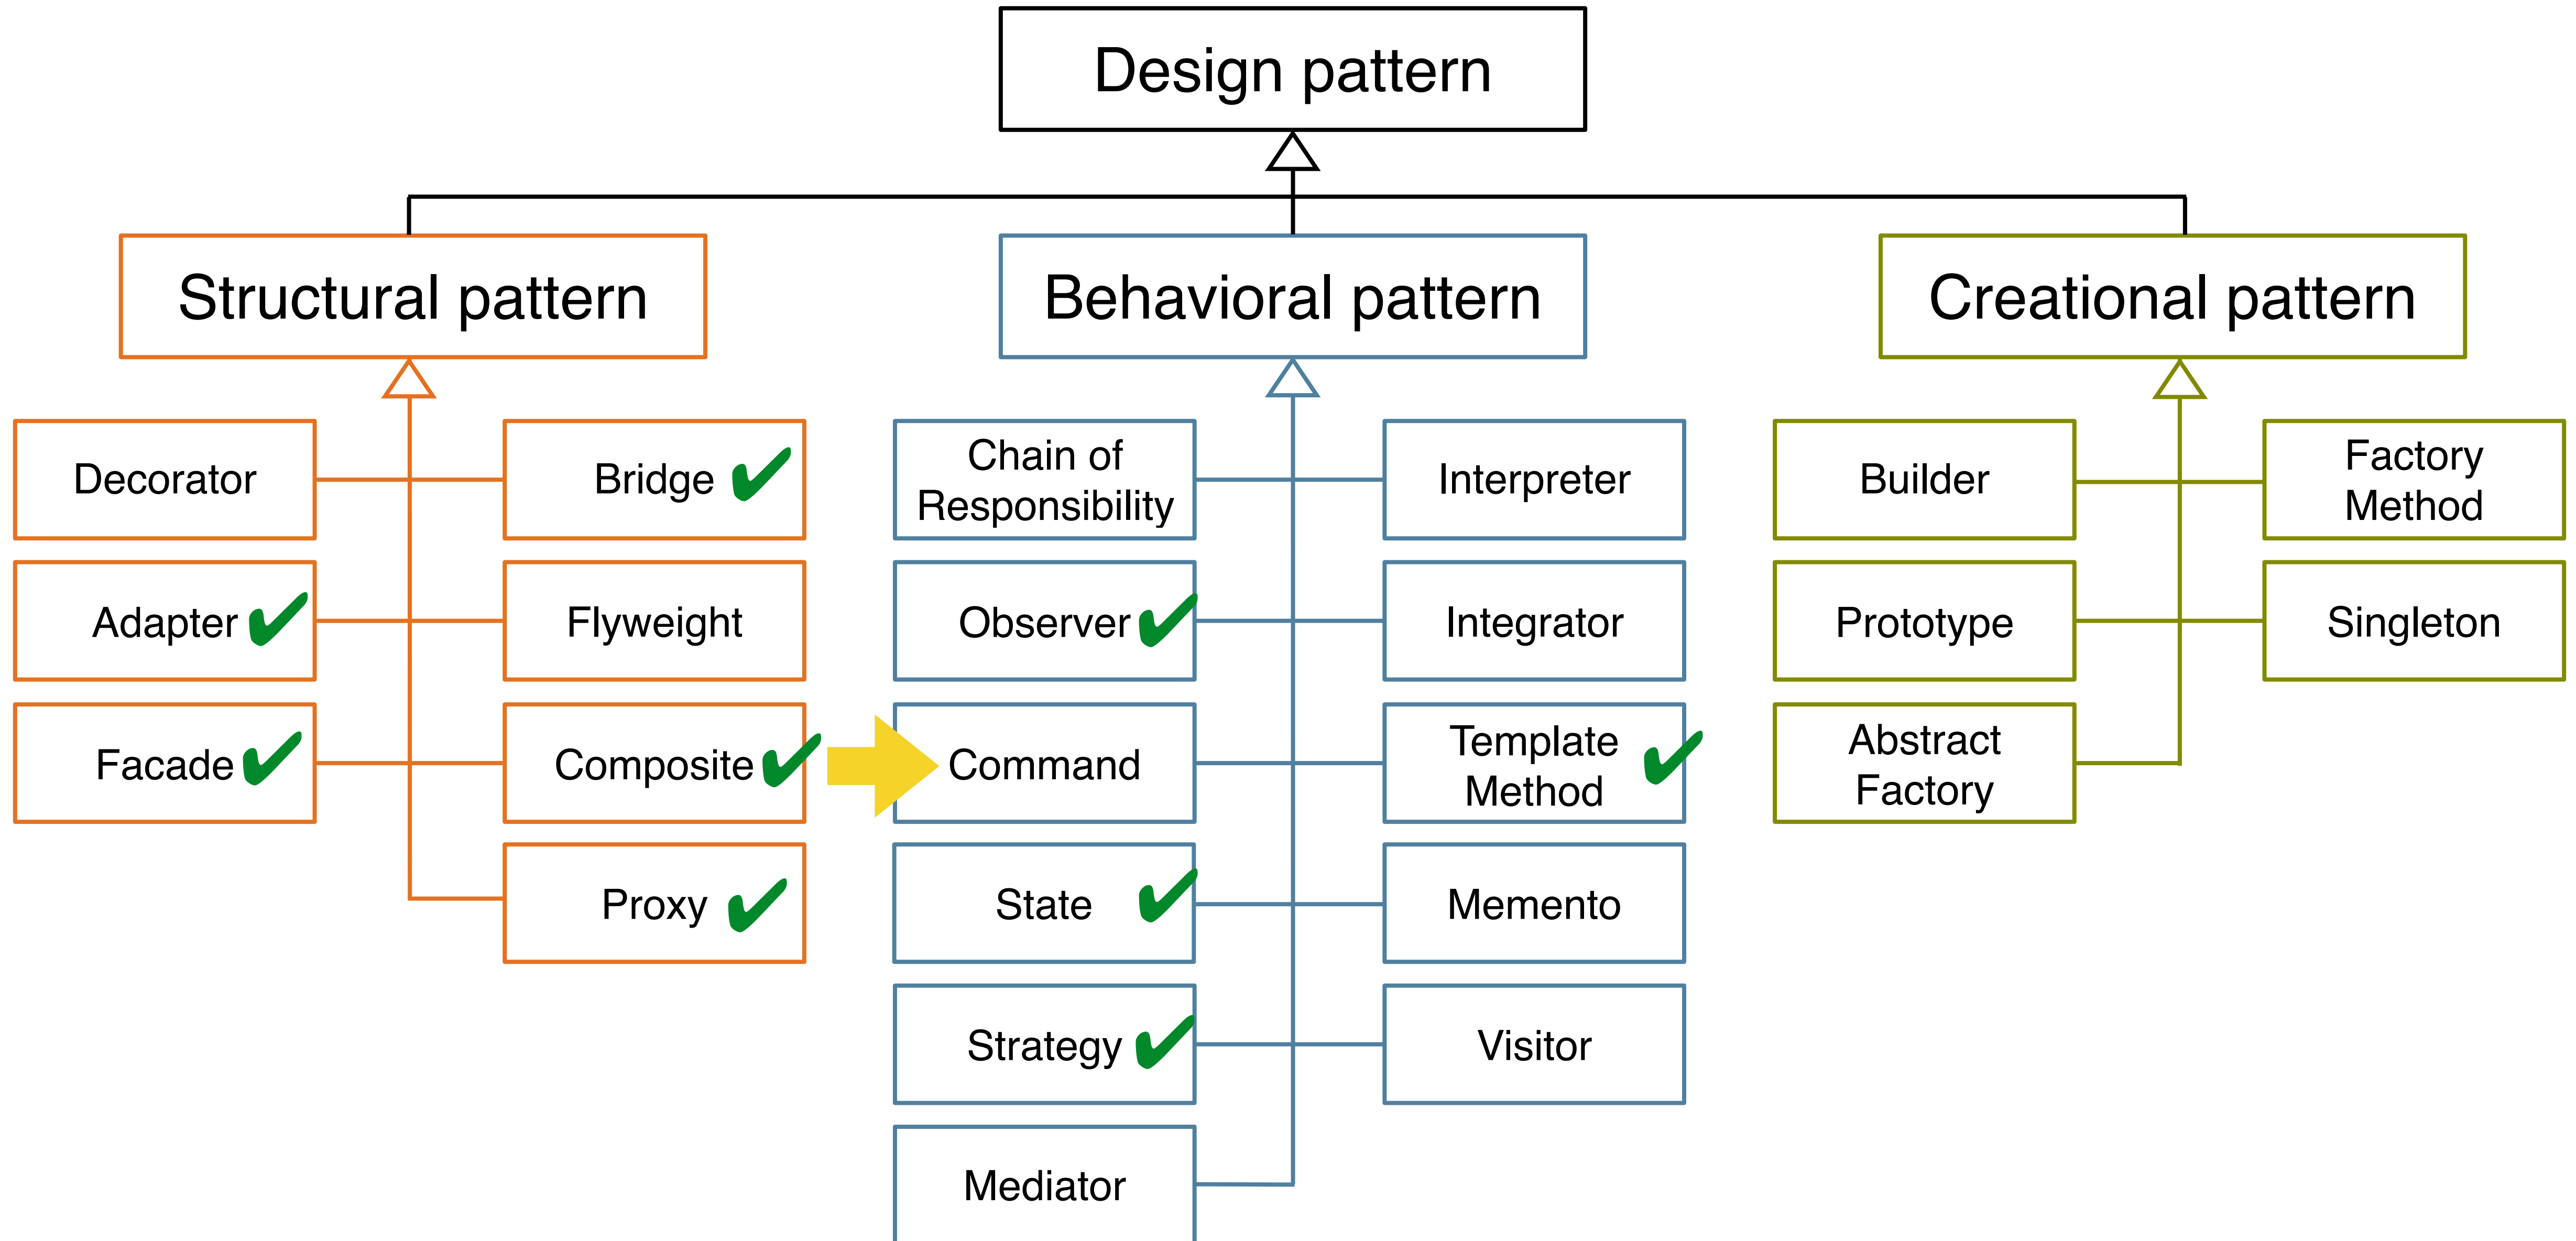 Design pattern
Structural pattern
Behavioral pattern
Creational pattern
Decorator
Bridge
Adapter
Flyweight
Facade
Composite
Proxy
Chain of
Responsibility
Interpreter
Observer
Integrator
Command
Template
Method
State
Memento
Strategy
Visitor
Mediator
Builder
Factory
Method
Prototype
Singleton
Abstract
Factory